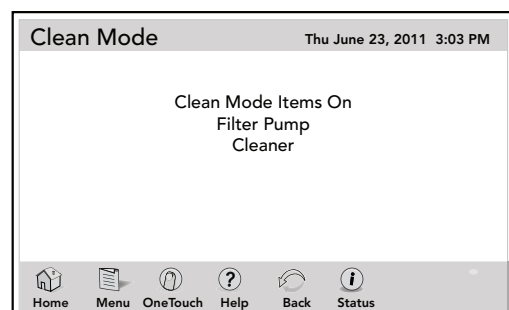 Clean Mode Thu June 23, 2011 3:03 PM
Clean Mode Items On
Filter Pump
Cleaner
Home Menu OneTouch Help Back Status